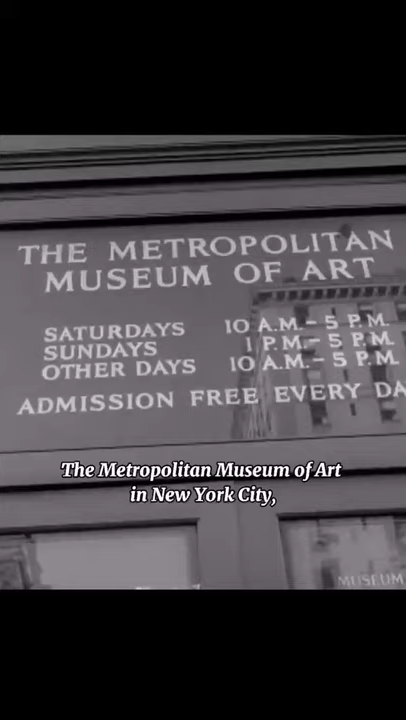 THE METROPOLITAN
MUSEUM OF ART
SATURDAYS 10 A.M. – 5 P.M.
SUNDAYS 1 P.M. – 5 P.M.
OTHER DAYS 10 A.M. – 5 P.M.
ADMISSION FREE EVERY DA
The Metropolitan Museum of Art
in New York City,
MUSEUM